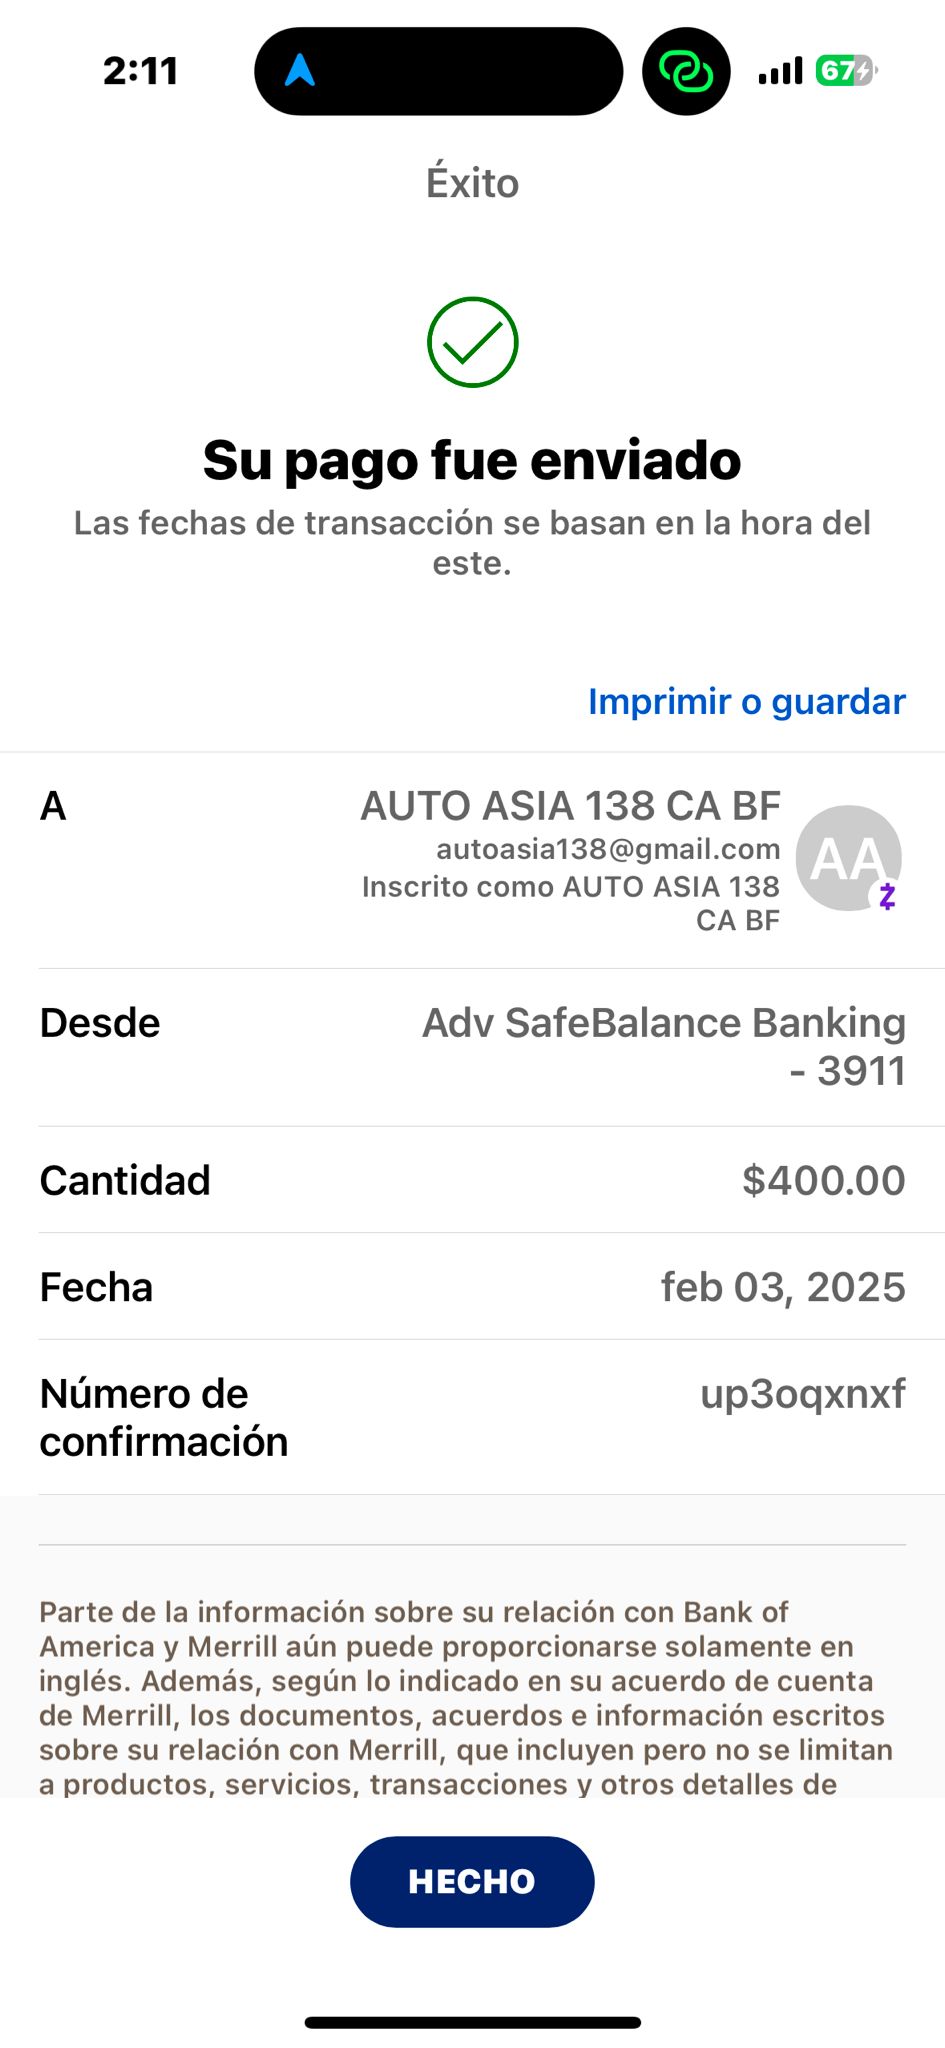 2:11
67
Éxito
Su pago fue enviado
Las fechas de transacción se basan en la hora del
este.
Imprimir o guardar
A
AUTO ASIA 138 CA BF
autoasia138@gmail.com
Inscrito como AUTO ASIA 138
CA BF
AA
Desde
Adv SafeBalance Banking
- 3911
Cantidad
$400.00
Fecha
feb 03, 2025
Número de
confirmación
up3oqxnxf
Parte de la información sobre su relación con Bank of
America y Merrill aún puede proporcionarse solamente en
inglés. Además, según lo indicado en su acuerdo de cuenta
de Merrill, los documentos, acuerdos e información escritos
sobre su relación con Merrill, que incluyen pero no se limitan
a productos, servicios, transacciones y otros detalles de
HECHO